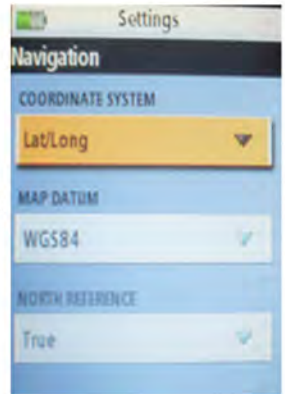 Settings
Navigation
COORDINATE SYSTEM
Lat/Long
MAP DATUM
WGS84
NORTH REFERENCE
True